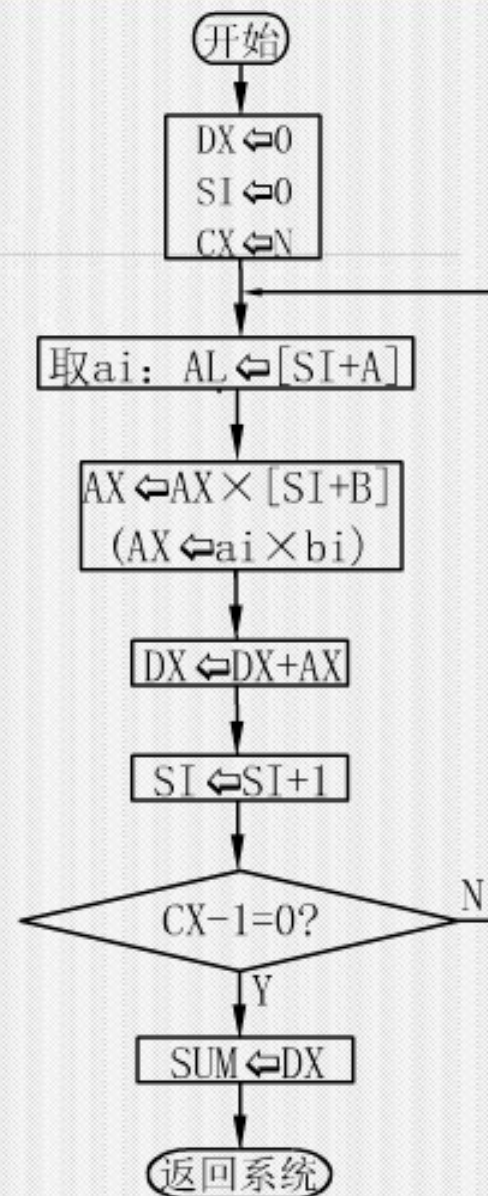 开始
DX⇦0
SI⇦0
CX⇦N
取ai: AL⇦[SI+A]
AX⇦AX×[SI+B]
(AX⇦ai×bi)
DX⇦DX+AX
SI⇦SI+1
CX-1=0?
N
Y
SUM⇦DX
返回系统